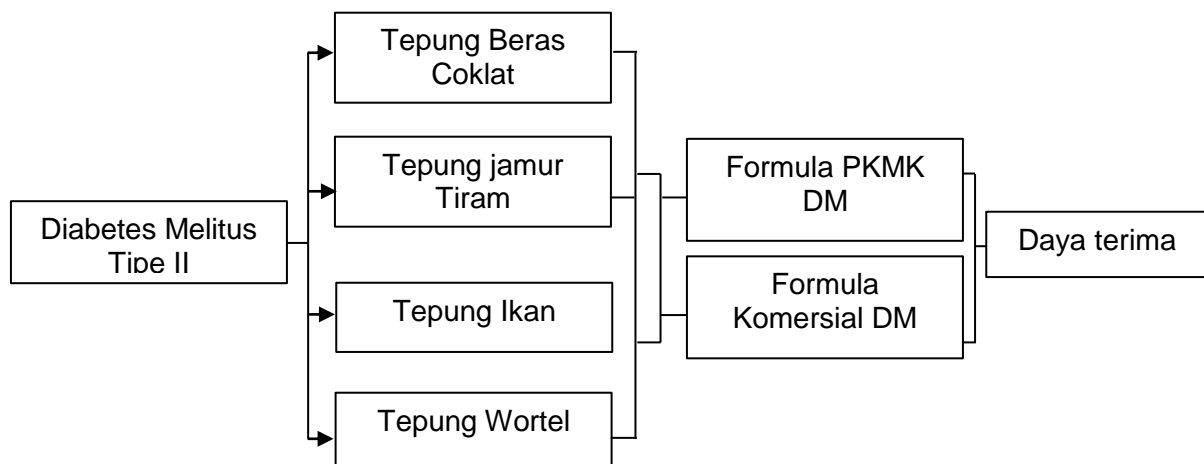 Tepung Beras
Coklat
Tepung jamur
Tiram
Formula PKMK
DM
Diabetes Melitus
Tipe II
Daya terima
Tepung Ikan
Formula
Komersial DM
Tepung Wortel